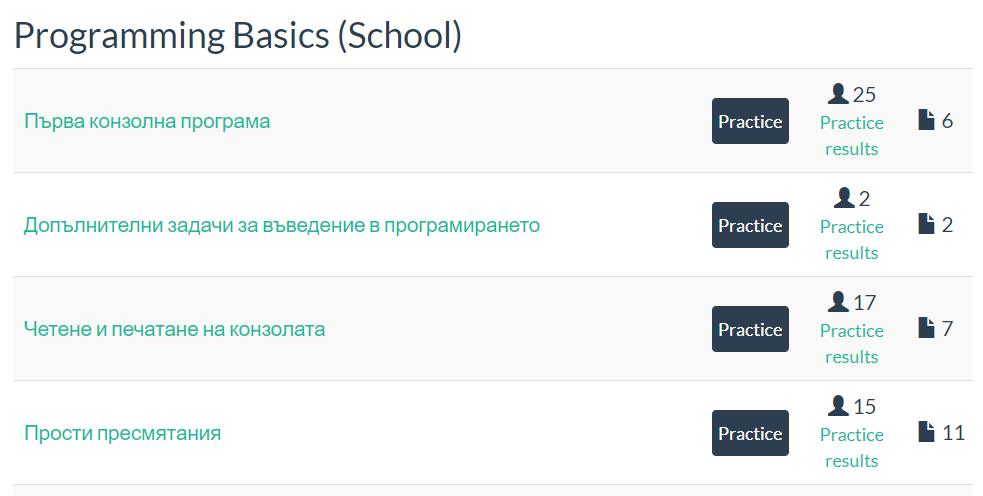 Programming Basics (School)
Първа конзолна програма
Practice
25
Practice
results
6
Допълнителни задачи за въведение в програмирането
Practice
2
Practice
results
2
Четене и печатане на конзолата
Practice
17
Practice
results
7
Прости пресмятания
Practice
15
Practice
results
11